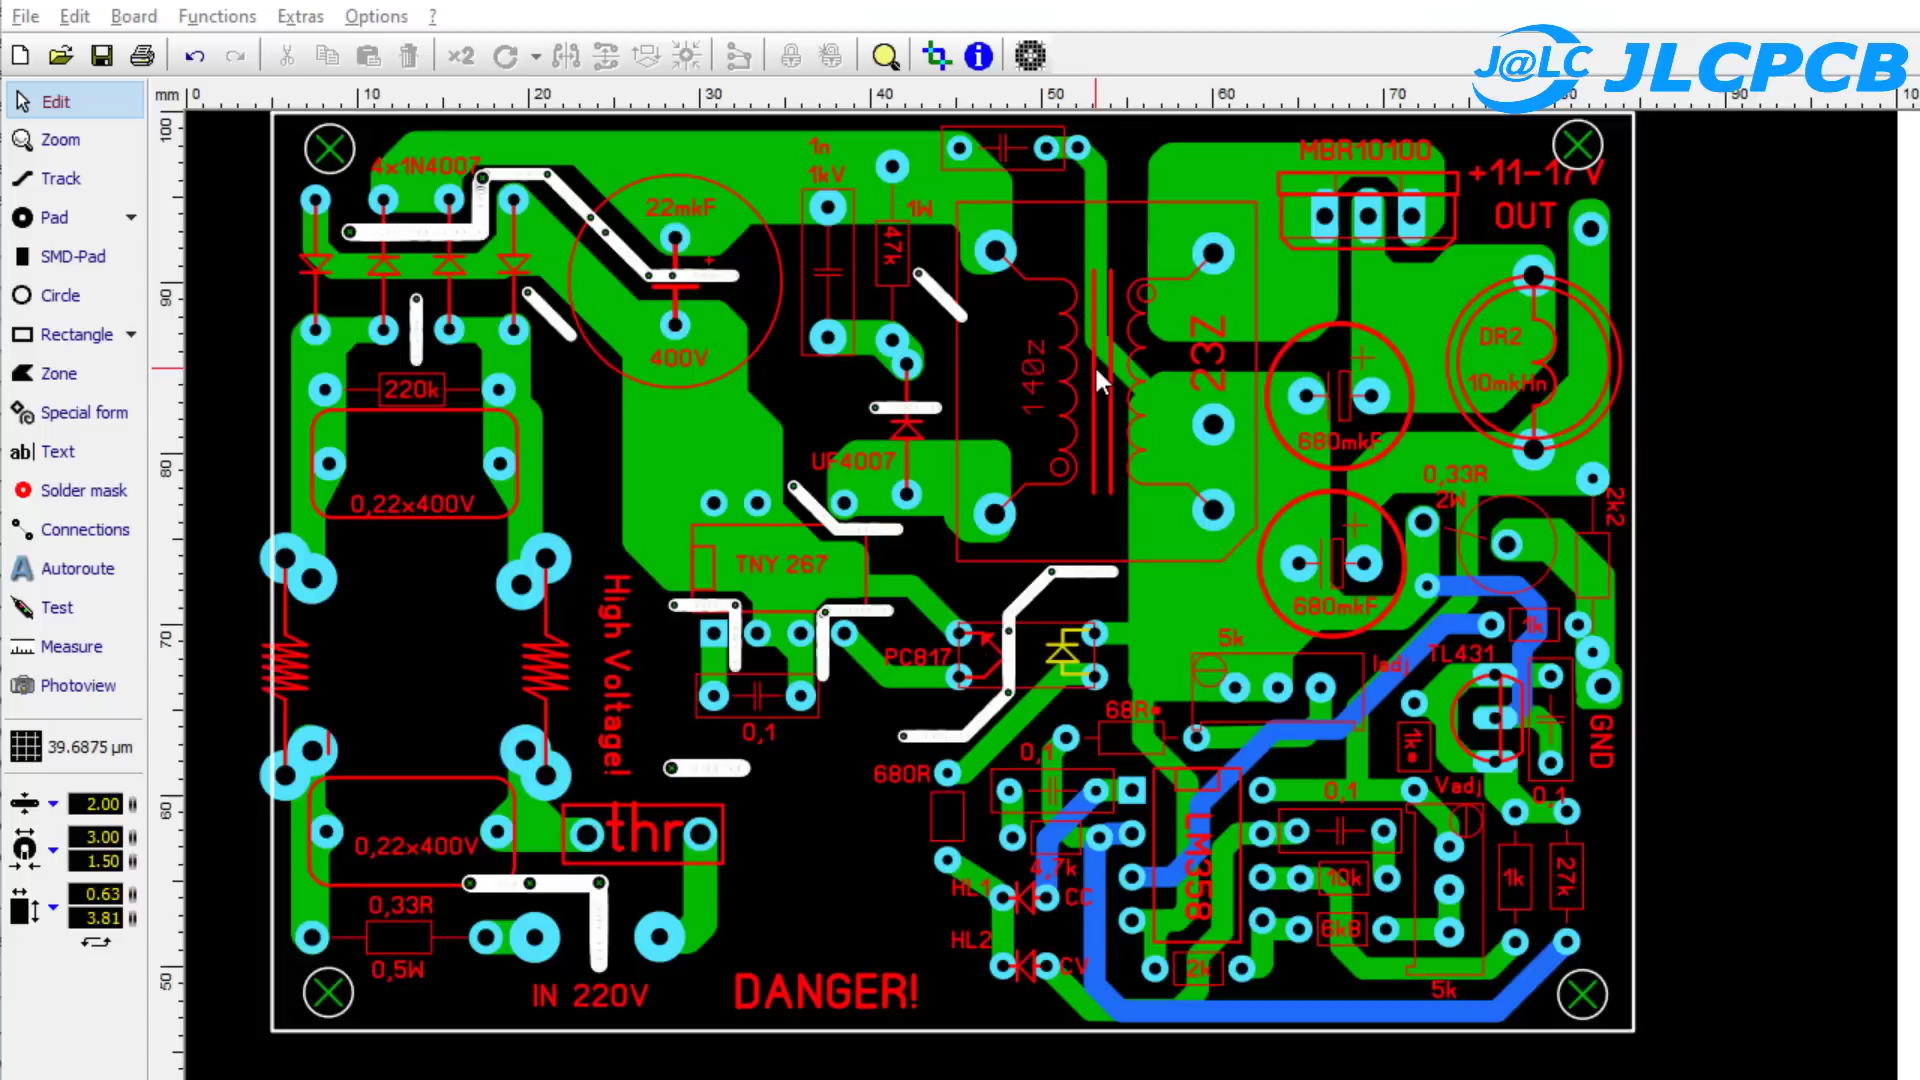 File Edit Board Functions Extras Options ?
×2
J@LC JLCPCB
mm 0 10 20 30 40 50 60 70 90
Edit
Zoom
Track
Pad
SMD-Pad
Circle
Rectangle
Zone
Special form
ab| Text
Solder mask
Connections
Autoroute
Test
Measure
Photoview
39.6875 µm
2.00
3.00
1.50
0.63
3.81
100
90
80
70
60
50
4x1N4007
22mkF
+
400V
1n
1kV
1W
47k
MBR10100
+11-17V
OUT
220k
140z
23Z
DR2
10mkHn
680mkF
UF4007
0,22x400V
0,33R
2W
2k2
TNY 267
680mkF
High Voltage!
PC817
5k
Iadj
1k
TL431
0,1
68R*
1k*
GND
680R
0,1
Vadj
0,1
0,1
thr
0,22x400V
4,7k
LM358
10k
1k
27k
HL1
CC
0,33R
6k8
HL2
CV
2k
0,5W
IN 220V
DANGER!
5k